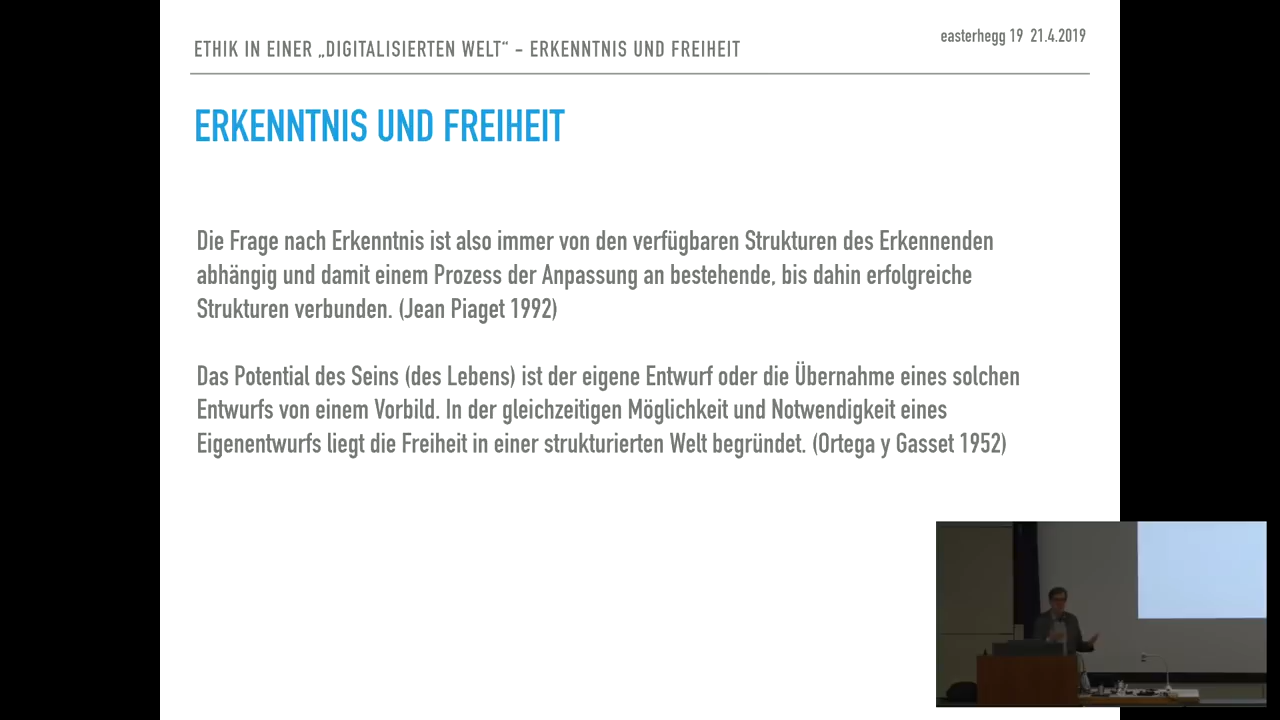 ETHIK IN EINER „DIGITALISIERTEN WELT“ – ERKENNTNIS UND FREIHEIT
easterhegg 19 21.4.2019
ERKENNTNIS UND FREIHEIT
Die Frage nach Erkenntnis ist also immer von den verfügbaren Strukturen des Erkennenden
abhängig und damit einem Prozess der Anpassung an bestehende, bis dahin erfolgreiche
Strukturen verbunden. (Jean Piaget 1992)
Das Potential des Seins (des Lebens) ist der eigene Entwurf oder die Übernahme eines solchen
Entwurfs von einem Vorbild. In der gleichzeitigen Möglichkeit und Notwendigkeit eines
Eigenentwurfs liegt die Freiheit in einer strukturierten Welt begründet. (Ortega y Gasset 1952)